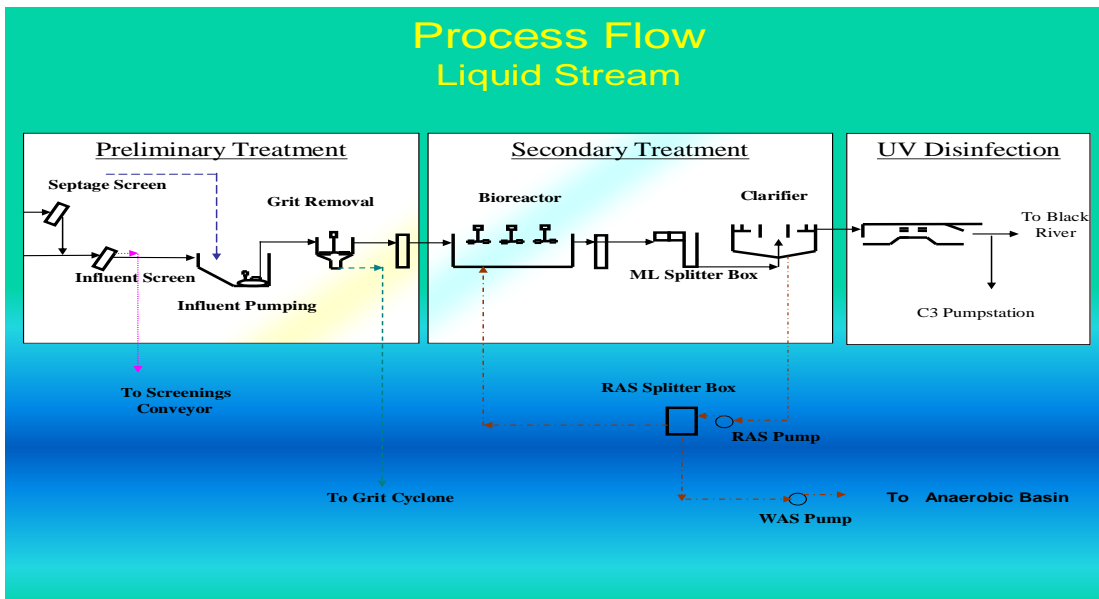 Process Flow
Liquid Stream
Preliminary Treatment
Septage Screen
Grit Removal
Influent Screen
Influent Pumping
To Screenings
Conveyor
To Grit Cyclone
Secondary Treatment
Bioreactor
Clarifier
ML Splitter Box
RAS Splitter Box
RAS Pump
WAS Pump
To Anaerobic Basin
UV Disinfection
To Black
River
C3 Pumpstation